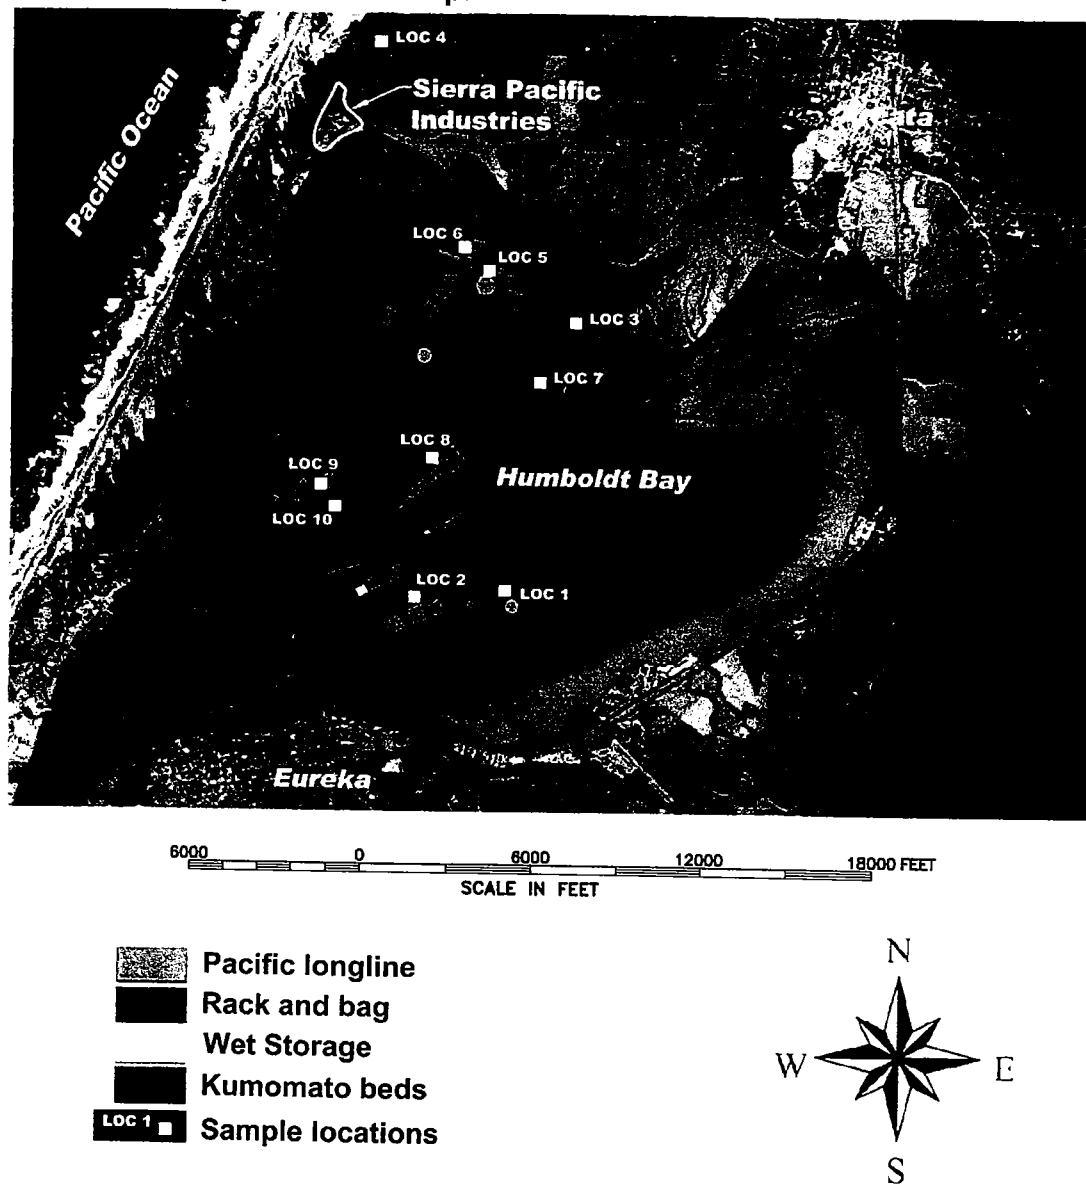 LOC 4
Sierra Pacific
Industries
Pacific Ocean
LOC 6
LOC 5
LOC 3
LOC 7
LOC 8
LOC 9
Humboldt Bay
LOC 10
LOC 2
LOC 1
Eureka
6000 0 6000 12000 18000 FEET
SCALE IN FEET
Pacific longline
Rack and bag
Wet Storage
Kumomato beds
LOC 1 Sample locations
N
W E
S